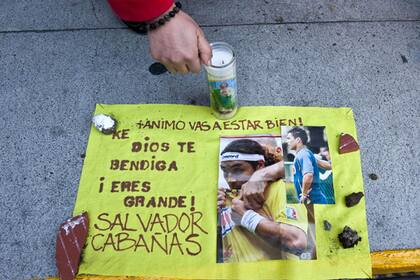 ¡ANIMO VAS A ESTAR BIEN!
KE
DIOS TE
BENDIGA
¡ ERES
GRANDE!
SALVADOR
CABAÑAS